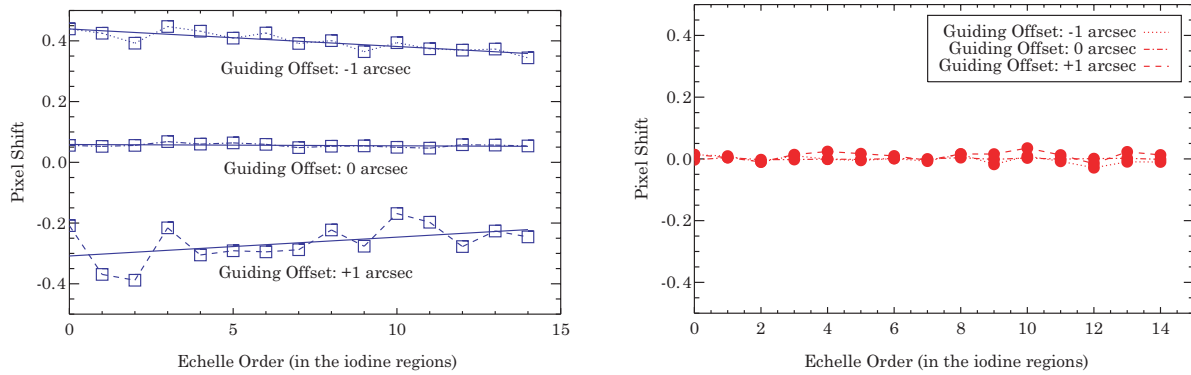 0.4
0.2
0.0
-0.2
-0.4
Pixel Shift
Guiding Offset: -1 arcsec
Guiding Offset: 0 arcsec
Guiding Offset: +1 arcsec
0 5 10 15
Echelle Order (in the iodine regions)
0.4
0.2
0.0
-0.2
-0.4
Pixel Shift
Guiding Offset: -1 arcsec
Guiding Offset: 0 arcsec
Guiding Offset: +1 arcsec
0 2 4 6 8 10 12 14
Echelle Order (in the iodine regions)